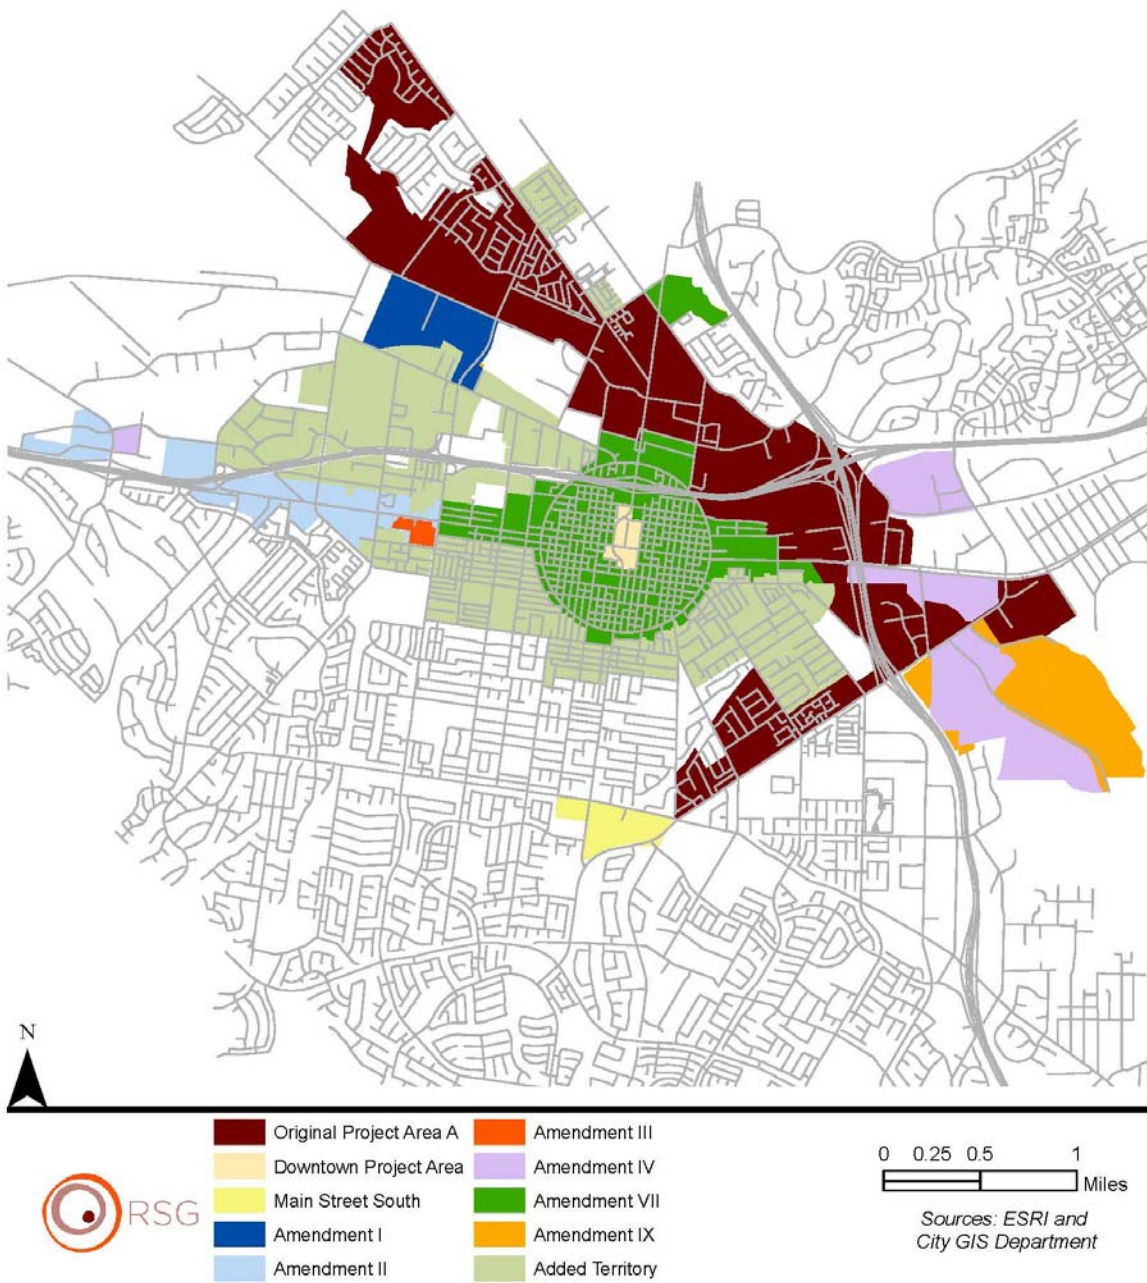 N
RSG
Original Project Area A
Downtown Project Area
Main Street South
Amendment I
Amendment II
Amendment III
Amendment IV
Amendment VII
Amendment IX
Added Territory
0 0.25 0.5 1
Miles
Sources: ESRI and
City GIS Department